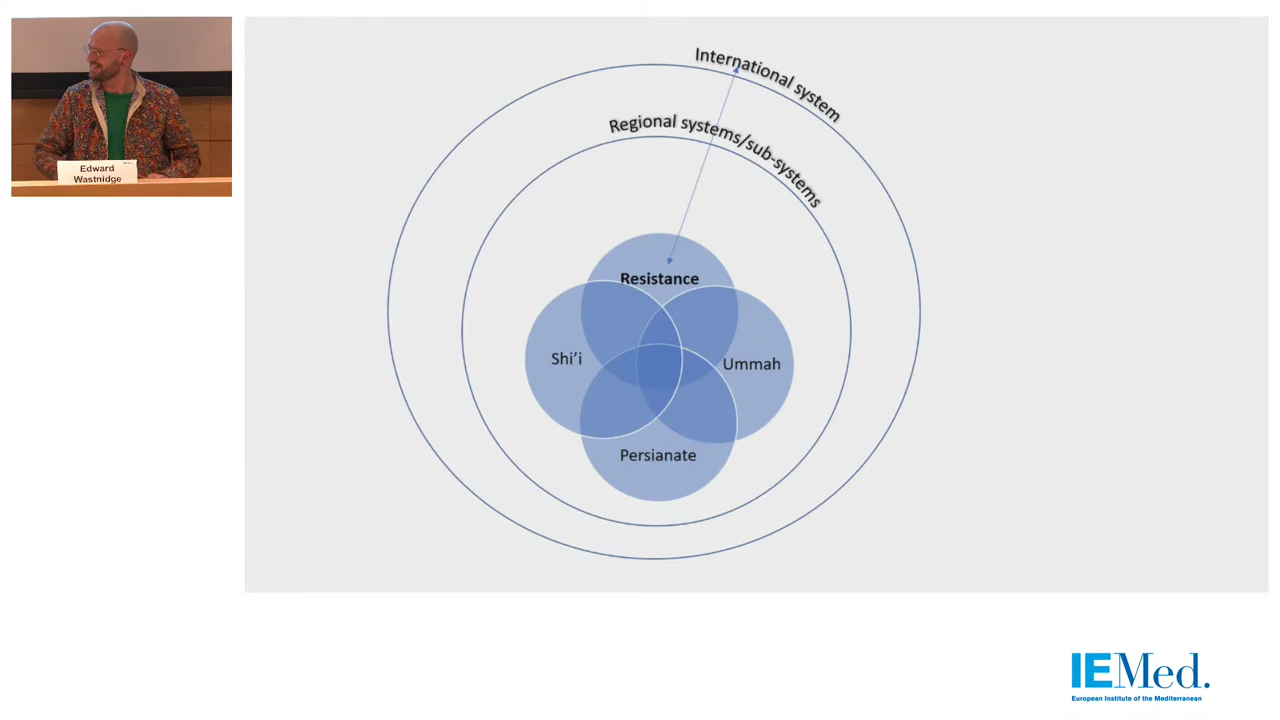 Edward
Wastnidge
International system
Regional systems/sub-systems
Resistance
Shi'i
Ummah
Persianate
IEMed.
European Institute of the Mediterranean